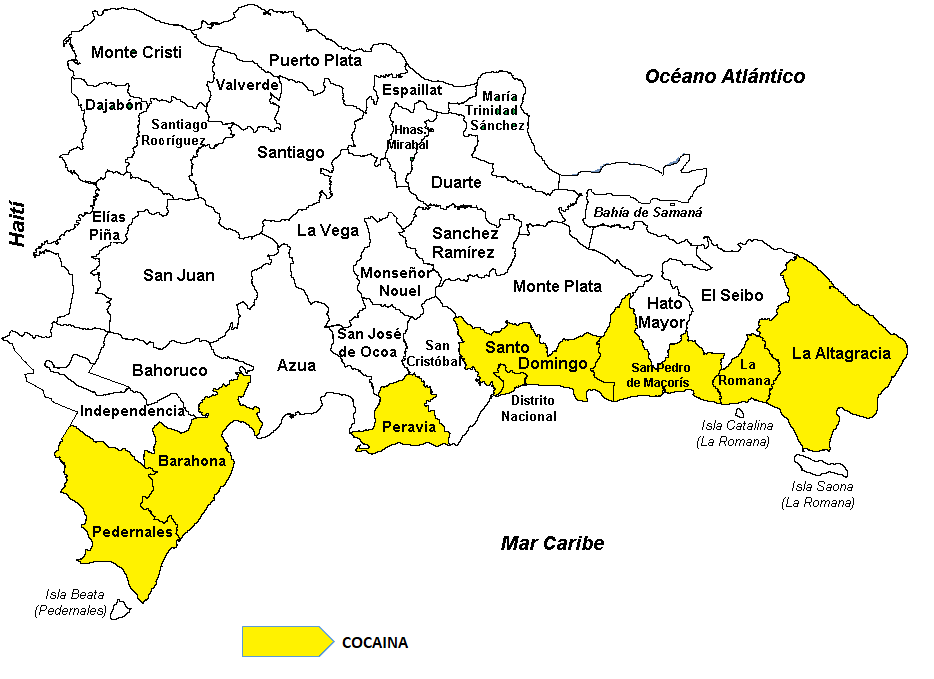 Monte Cristi
Puerto Plata
Océano Atlántico
Valverde
Espaillat
Dajabón
María
Trinidad
Sánchez
Santiago
Rodríguez
Hnas.
Mirabal
Santiago
Duarte
Haití
Elías
Piña
Bahía de Samaná
La Vega
Sanchez
Ramírez
San Juan
Monseñor
Nouel
Monte Plata
Hato
Mayor
El Seibo
San José
de Ocoa
San
Cristóbal
Santo
Domingo
La Altagracia
Azua
Bahoruco
San Pedro
de Macorís
La
Romana
Independencia
Distrito
Nacional
Peravia
Isla Catalina
(La Romana)
Barahona
Isla Saona
(La Romana)
Pedernales
Mar Caribe
Isla Beata
(Pedernales)
COCAINA